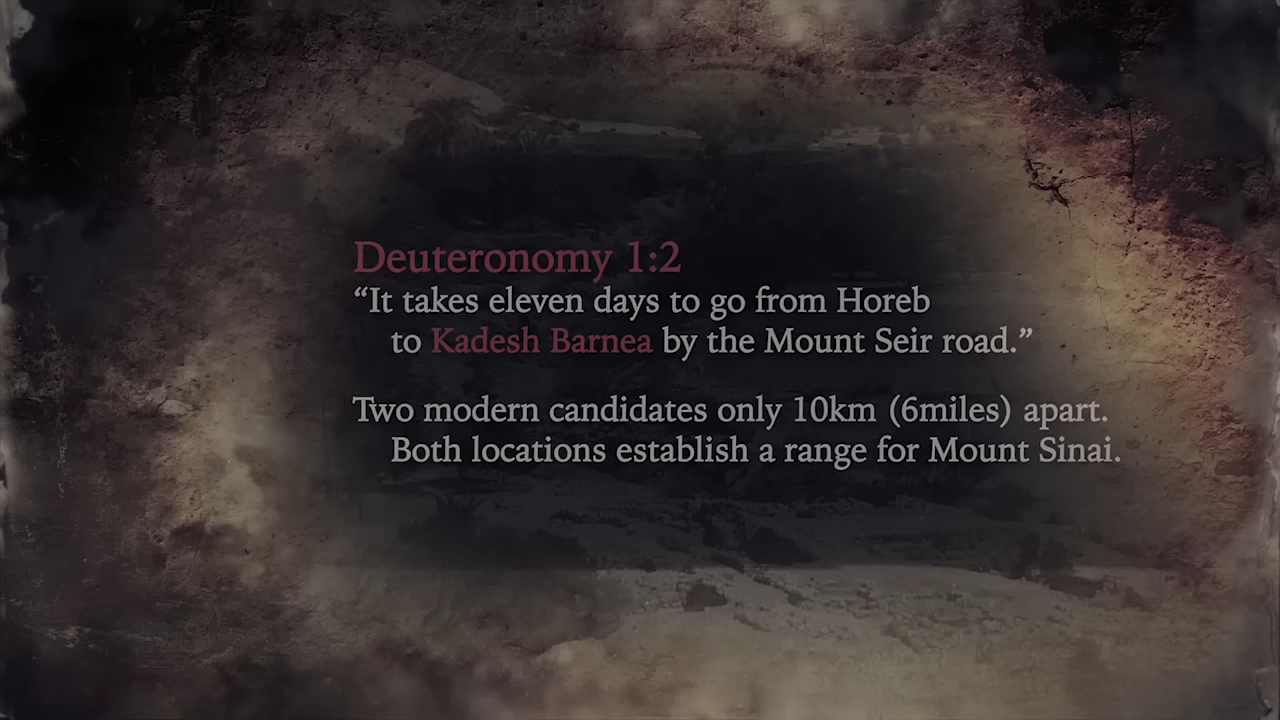 Deuteronomy 1:2
“It takes eleven days to go from Horeb
to Kadesh Barnea by the Mount Seir road.”
Two modern candidates only 10km (6miles) apart.
Both locations establish a range for Mount Sinai.